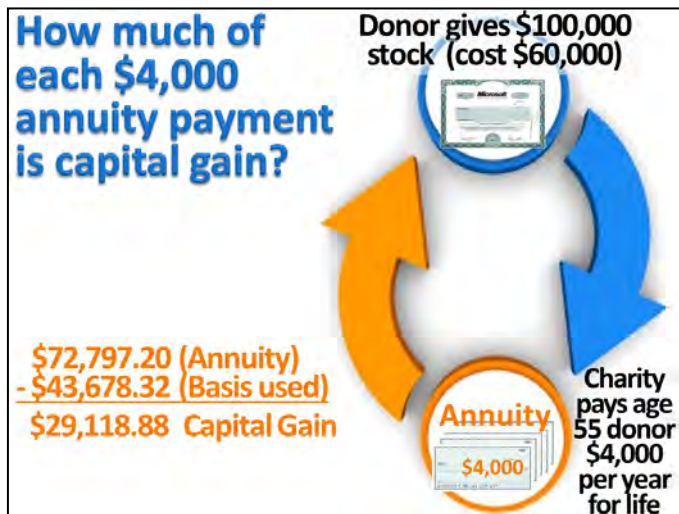 How much of
each $4,000
annuity payment
is capital gain?
Donor gives $100,000
stock (cost $60,000)
Microsoft
$72,797.20 (Annuity)
- $43,678.32 (Basis used)
$29,118.88 Capital Gain
Annuity
$4,000
Charity
pays age
55 donor
$4,000
per year
for life